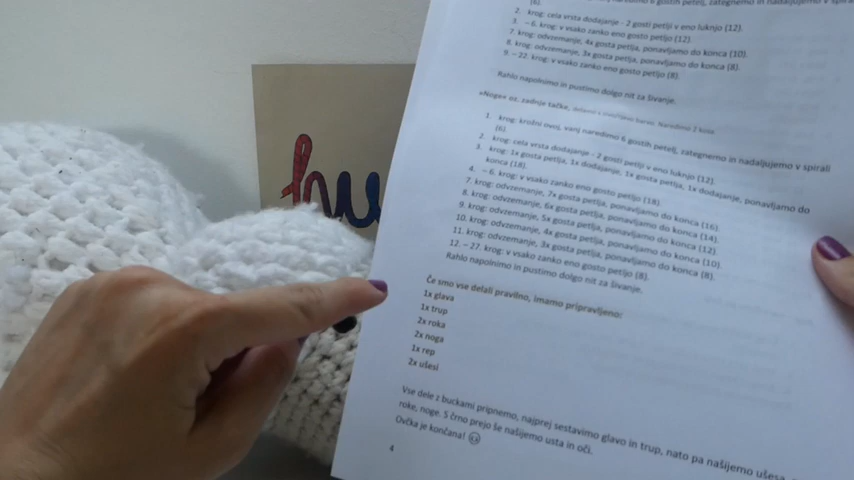 (6).
2. krog: cela vrsta dodajanje - 2 gosti petlji v eno luknjo (12).
3. – 6. krog: v vsako zanko eno gosto petljo (12).
7. krog: odvzemanje, 4x gosta petlja, ponavljamo do konca (10).
8. krog: odvzemanje, 3x gosta petlja, ponavljamo do konca (8).
9. – 22. krog: v vsako zanko eno gosto petljo (8).
Rahlo napolnimo in pustimo dolgo nit za šivanje.
»Noga« oz. zadnje tačke, Naredimo 2 kosa.
1. krog: krožni ovoj, vanj naredimo 6 gostih petelj, zategnemo in nadaljujemo v spirali
(6).
2. krog: cela vrsta dodajanje - 2 gosti petlji v eno luknjo (12).
3. krog: 1x gosta petlja, 1x dodajanje, 1x gosta petlja, 1x dodajanje, ponavljamo do
konca (18).
4. – 6. krog: v vsako zanko eno gosto petljo (18).
7. krog: odvzemanje, 7x gosta petlja, ponavljamo do konca (16).
8. krog: odvzemanje, 6x gosta petlja, ponavljamo do konca (14).
9. krog: odvzemanje, 5x gosta petlja, ponavljamo do konca (12).
10. krog: odvzemanje, 4x gosta petlja, ponavljamo do konca (10).
11. krog: odvzemanje, 3x gosta petlja, ponavljamo do konca (8).
12. – 27. krog: v vsako zanko eno gosto petljo (8).
Rahlo napolnimo in pustimo dolgo nit za šivanje.
Če smo vse delali pravilno, imamo pripravljeno:
1x glava
1x trup
2x roka
2x noga
1x rep
2x ušesi
Vse dele z buckami pripnemo, najprej sestavimo glavo in trup, nato pa našijemo ušesa,
roke, noge. S črno prejo še našijemo usta in oči.
Ovčka je končana! ☺
4
hu